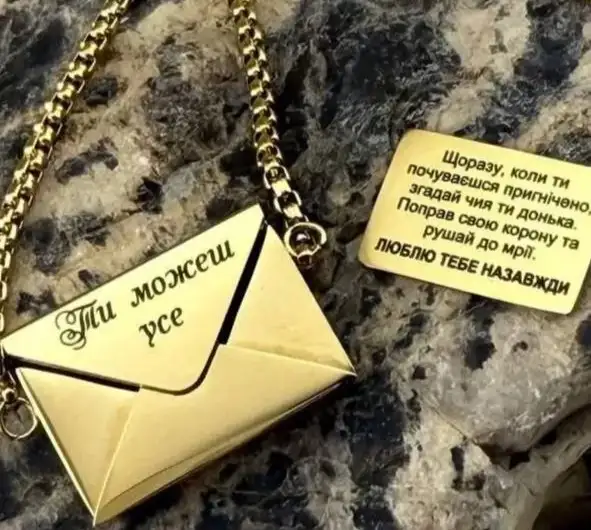 Ти можеш
усе
Щоразу, коли ти
почуваєшся пригнічено,
згадай чия ти донька.
Поправ свою корону та
рушай до мрії.
ЛЮБЛЮ ТЕБЕ НАЗАВЖДИ